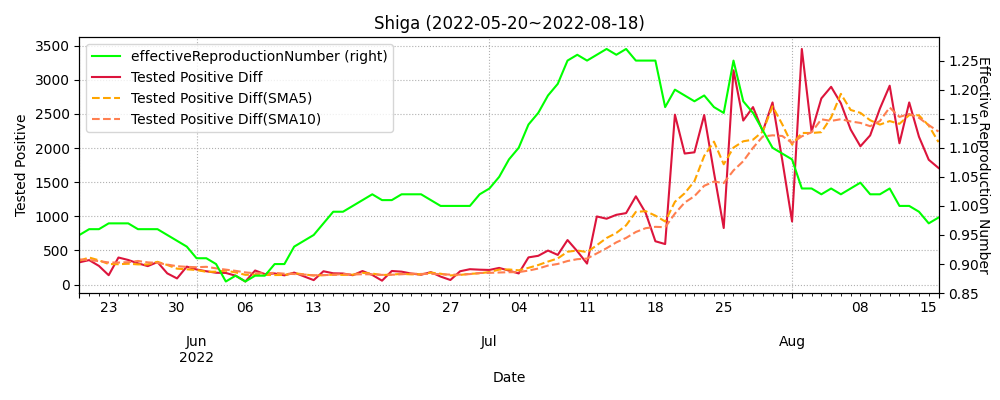 Shiga (2022-05-20~2022-08-18)
effectiveReproductionNumber (right)
Tested Positive Diff
Tested Positive Diff(SMA5)
Tested Positive Diff(SMA10)
Tested Positive
3500
3000
2500
2000
1500
1000
500
0
Effective Reproduction Number
1.25
1.20
1.15
1.10
1.05
1.00
0.95
0.90
0.85
23 30 06 13 20 27 04 11 18 25 08 15
Jun Jul Aug
2022
Date